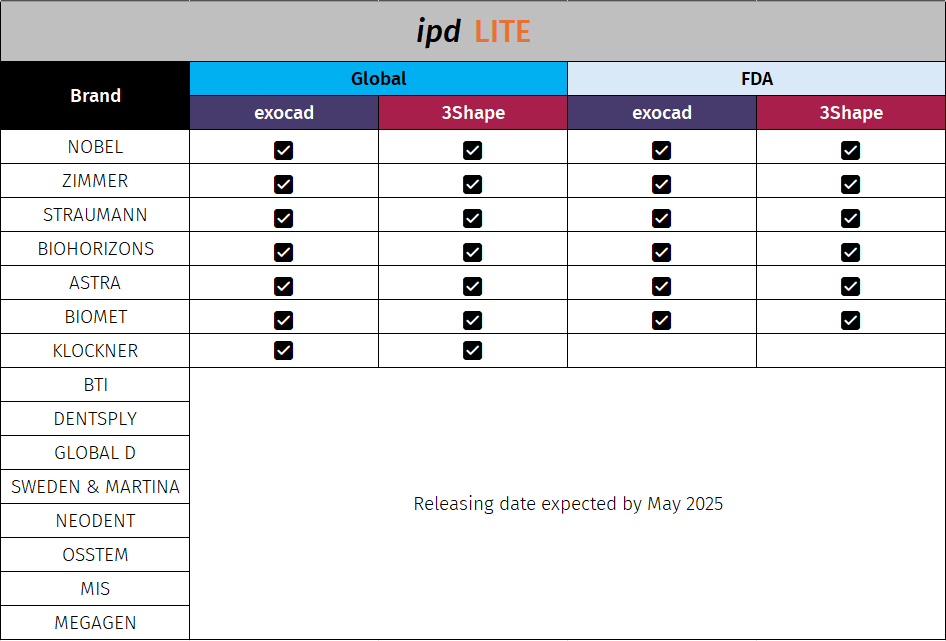 ipd LITE
Brand
Global
FDA
exocad
3Shape
exocad
3Shape
NOBEL
ZIMMER
STRAUMANN
BIOHORIZONS
ASTRA
BIOMET
KLOCKNER
BTI
DENTSPLY
GLOBAL D
SWEDEN & MARTINA
NEODENT
OSSTEM
MIS
MEGAGEN
Releasing date expected by May 2025